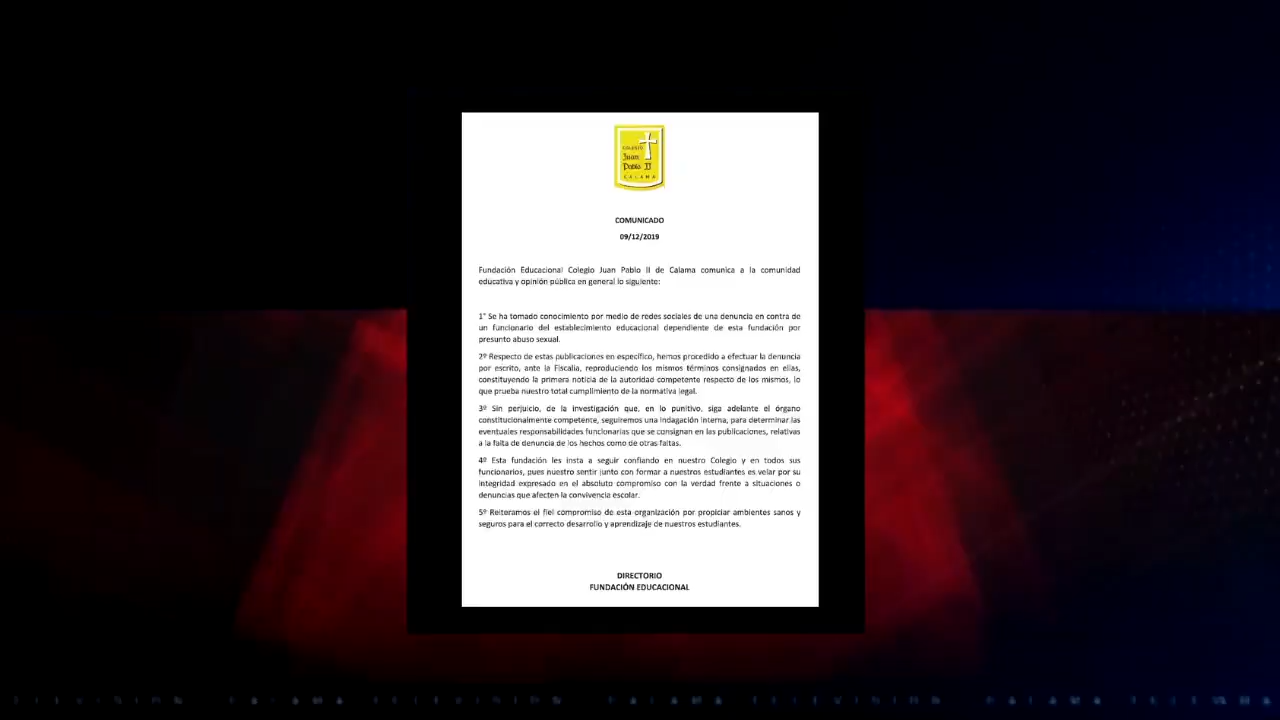 COLEGIO
Juan
Pablo II
CALAMA
COMUNICADO
09/12/2019
Fundación Educacional Colegio Juan Pablo II de Calama comunica a la comunidad
educativa y opinión pública en general lo siguiente:
1° Se ha tomado conocimiento por medio de redes sociales de una denuncia en contra de
un funcionario del establecimiento educacional dependiente de esta fundación por
presunto abuso sexual.
2º Respecto de estas publicaciones en específico, hemos procedido a efectuar la denuncia
por escrito, ante la Fiscalía, reproduciendo los mismos términos consignados en ellas,
constituyendo la primera noticia de la autoridad competente respecto de los mismos, lo
que prueba nuestro total cumplimiento de la normativa legal.
3º Sin perjuicio, de la investigación que, en lo punitivo, siga adelante el órgano
constitucionalmente competente, seguiremos una indagación interna, para determinar las
eventuales responsabilidades funcionarias que se consignan en las publicaciones, relativas
a la falta de denuncia de los hechos como de otras faltas.
4º Esta fundación les insta a seguir confiando en nuestro Colegio y en todos sus
funcionarios, pues nuestro sentir junto con formar a nuestros estudiantes es velar por su
integridad expresado en el absoluto compromiso con la verdad frente a situaciones o
denuncias que afecten la convivencia escolar.
5º Reiteramos el fiel compromiso de esta organización por propiciar ambientes sanos y
seguros para el correcto desarrollo y aprendizaje de nuestros estudiantes.
DIRECTORIO
FUNDACIÓN EDUCACIONAL